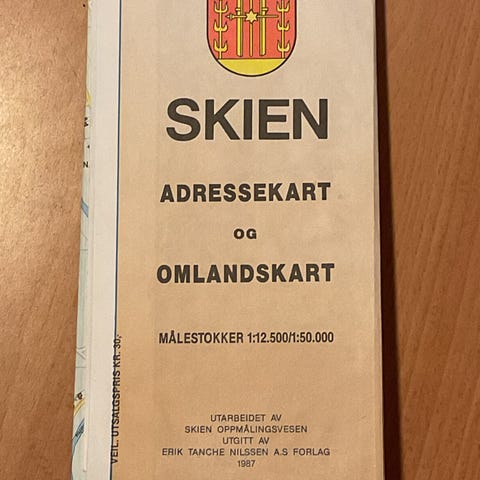 SKIEN
ADRESSEKART
OG
OMLANDSKART
MÅLESTOKKER 1:12.500/1:50.000
VEIL. UTSALGSPRIS KR. 30,-
UTARBEIDET AV
SKIEN OPPMÅLINGSVESEN
UTGITT AV
ERIK TANCHE NILSSEN A.S FORLAG
1987